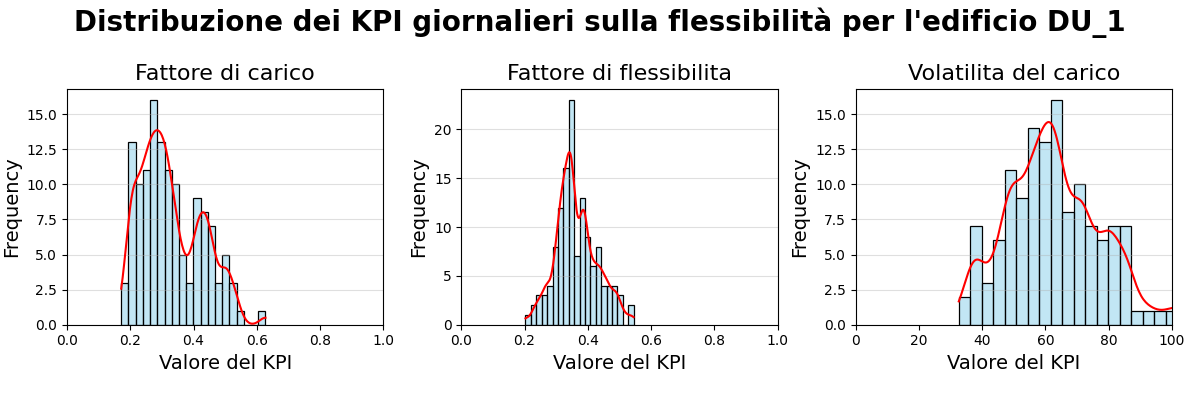 Distribuzione dei KPI giornalieri sulla flessibilità per l'edificio DU_1
Fattore di carico
Frequency
15.0
12.5
10.0
7.5
5.0
2.5
0.0
0.0 0.2 0.4 0.6 0.8 1.0
Valore del KPI
Fattore di flessibilita
Frequency
20
15
10
5
0
0.0 0.2 0.4 0.6 0.8 1.0
Valore del KPI
Volatilita del carico
Frequency
15.0
12.5
10.0
7.5
5.0
2.5
0.0
0 20 40 60 80 100
Valore del KPI